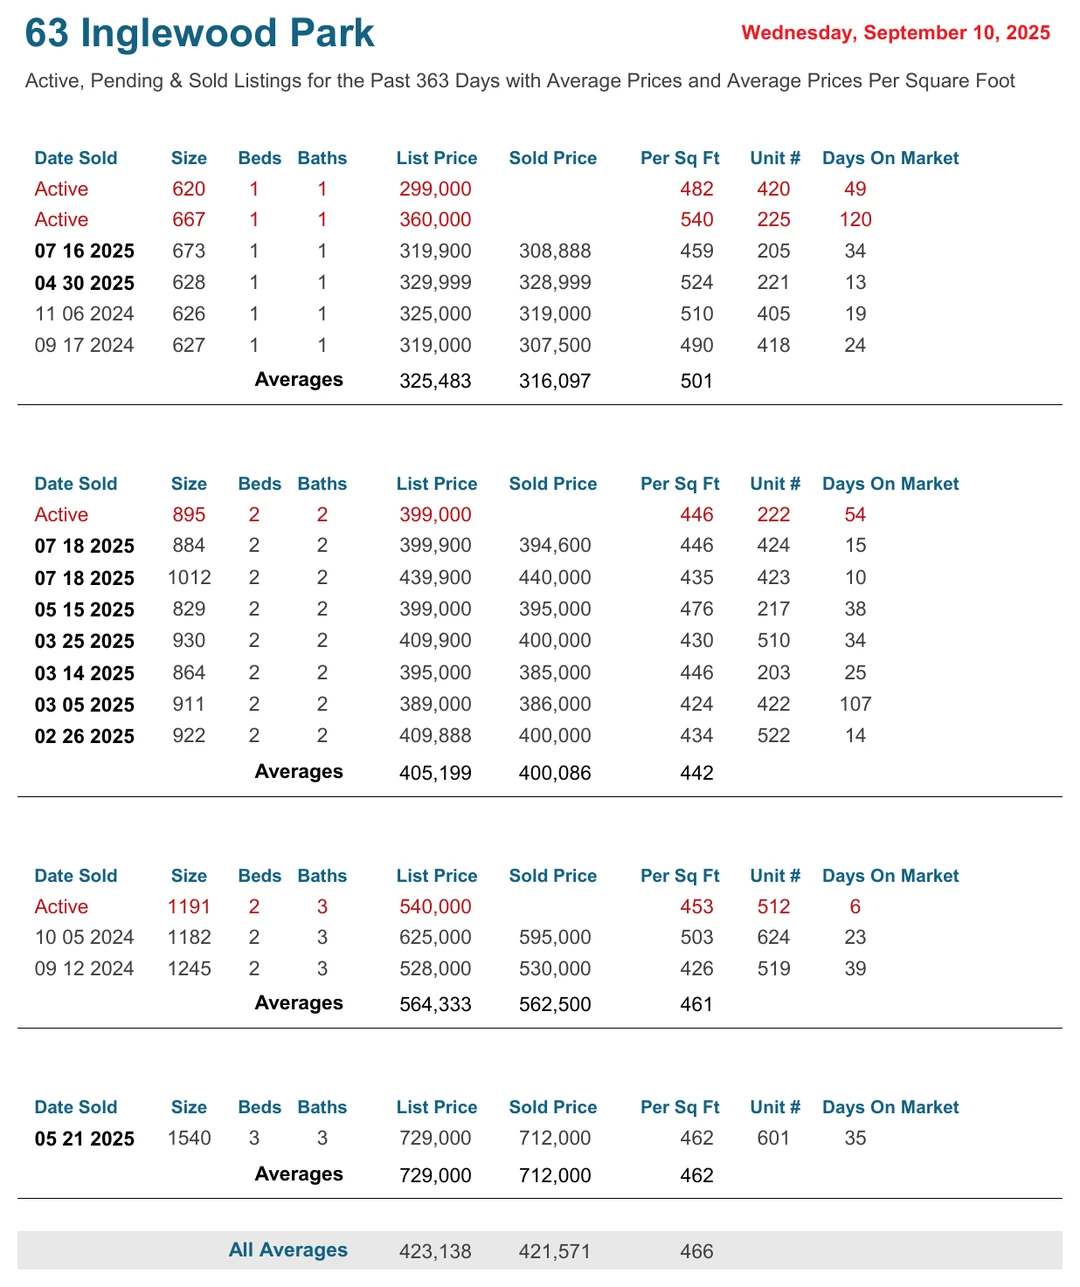 63 Inglewood Park
Wednesday, September 10, 2025
Active, Pending & Sold Listings for the Past 363 Days with Average Prices and Average Prices Per Square Foot
Date Sold Size Beds Baths List Price Sold Price Per Sq Ft Unit # Days On Market
Active 620 1 1 299,000 482 420 49
Active 667 1 1 360,000 540 225 120
07 16 2025 673 1 1 319,900 308,888 459 205 34
04 30 2025 628 1 1 329,999 328,999 524 221 13
11 06 2024 626 1 1 325,000 319,000 510 405 19
09 17 2024 627 1 1 319,000 307,500 490 418 24
Averages 325,483 316,097 501
Date Sold Size Beds Baths List Price Sold Price Per Sq Ft Unit # Days On Market
Active 895 2 2 399,000 446 222 54
07 18 2025 884 2 2 399,900 394,600 446 424 15
07 18 2025 1012 2 2 439,900 440,000 435 423 10
05 15 2025 829 2 2 399,000 395,000 476 217 38
03 25 2025 930 2 2 409,900 400,000 430 510 34
03 14 2025 864 2 2 395,000 385,000 446 203 25
03 05 2025 911 2 2 389,000 386,000 424 422 107
02 26 2025 922 2 2 409,888 400,000 434 522 14
Averages 405,199 400,086 442
Date Sold Size Beds Baths List Price Sold Price Per Sq Ft Unit # Days On Market
Active 1191 2 3 540,000 453 512 6
10 05 2024 1182 2 3 625,000 595,000 503 624 23
09 12 2024 1245 2 3 528,000 530,000 426 519 39
Averages 564,333 562,500 461
Date Sold Size Beds Baths List Price Sold Price Per Sq Ft Unit # Days On Market
05 21 2025 1540 3 3 729,000 712,000 462 601 35
Averages 729,000 712,000 462
All Averages 423,138 421,571 466